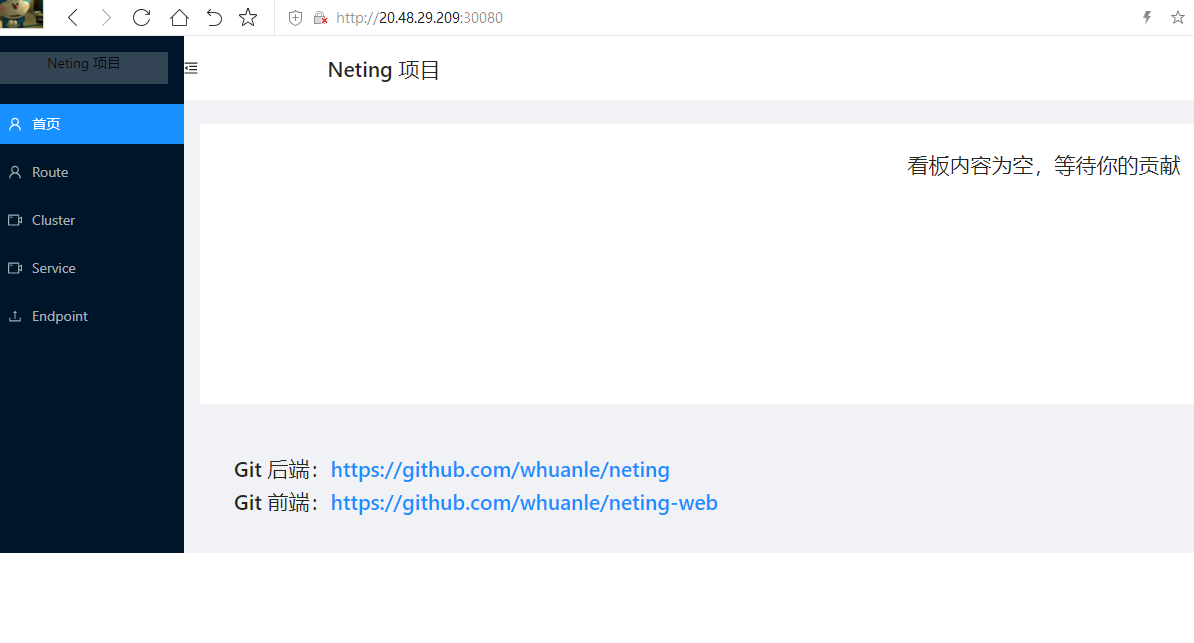 http://20.48.29.209:30080
Neting 项目
Neting 项目
首页
Route
Cluster
Service
Endpoint
看板内容为空，等待你的贡献
Git 后端：https://github.com/whuanle/neting
Git 前端：https://github.com/whuanle/neting-web